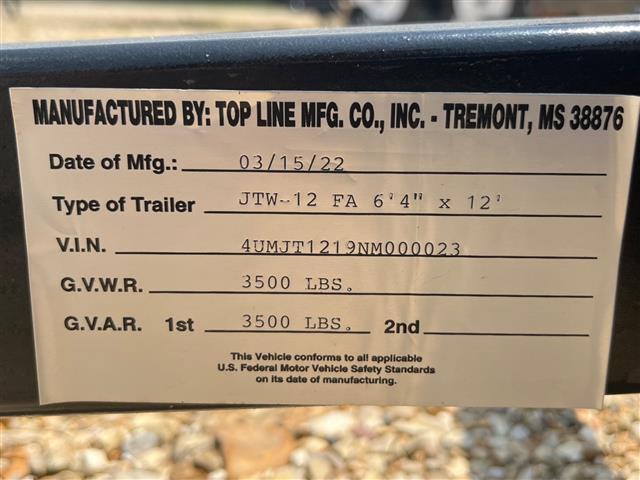 MANUFACTURED BY: TOP LINE MFG. CO., INC. - TREMONT, MS 38876
Date of Mfg.: 03/15/22
Type of Trailer JTW-12 FA 6'4" x 12'
V.I.N. 4UMJT1219NM000023
G.V.W.R. 3500 LBS.
G.V.A.R. 1st 3500 LBS. 2nd
This Vehicle conforms to all applicable
U.S. Federal Motor Vehicle Safety Standards
on its date of manufacturing.